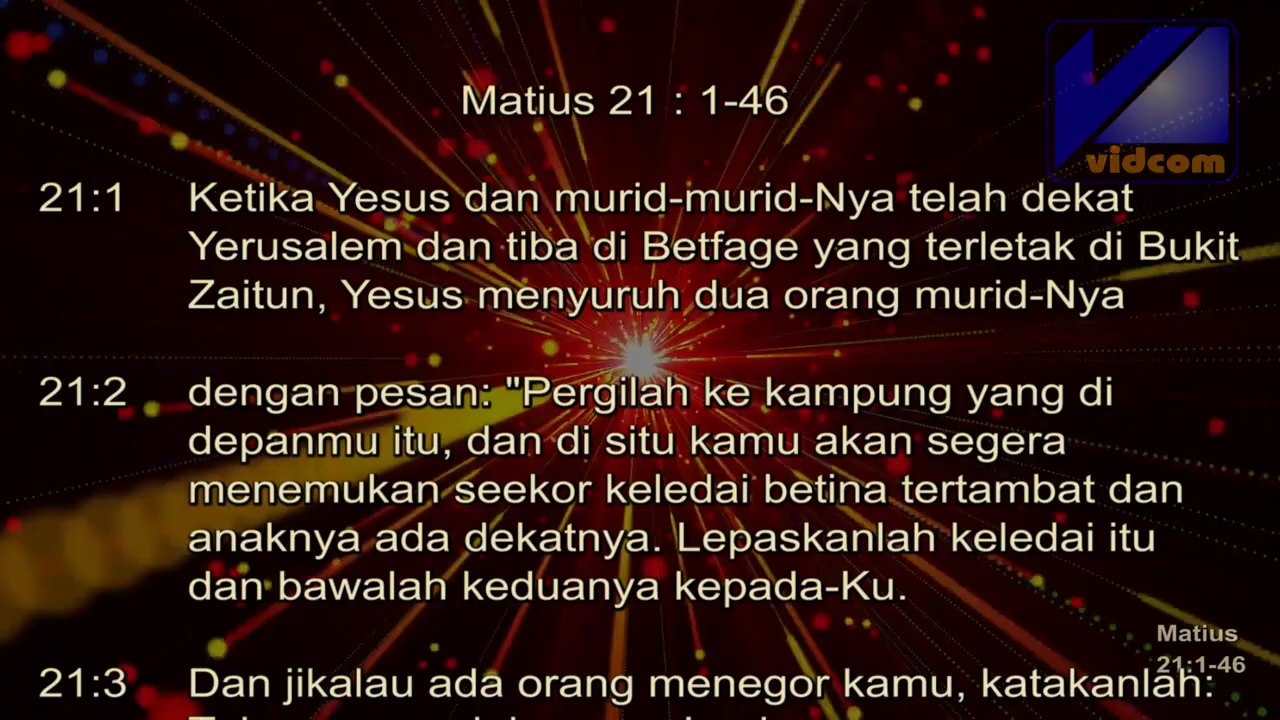 Matius 21 : 1-46
vidcom
21:1 Ketika Yesus dan murid-murid-Nya telah dekat
Yerusalem dan tiba di Betfage yang terletak di Bukit
Zaitun, Yesus menyuruh dua orang murid-Nya
21:2 dengan pesan: "Pergilah ke kampung yang di
depanmu itu, dan di situ kamu akan segera
menemukan seekor keledai betina tertambat dan
anaknya ada dekatnya. Lepaskanlah keledai itu
dan bawalah keduanya kepada-Ku.
21:3 Dan jikalau ada orang menegor kamu, katakanlah:
Matius
21:1-46